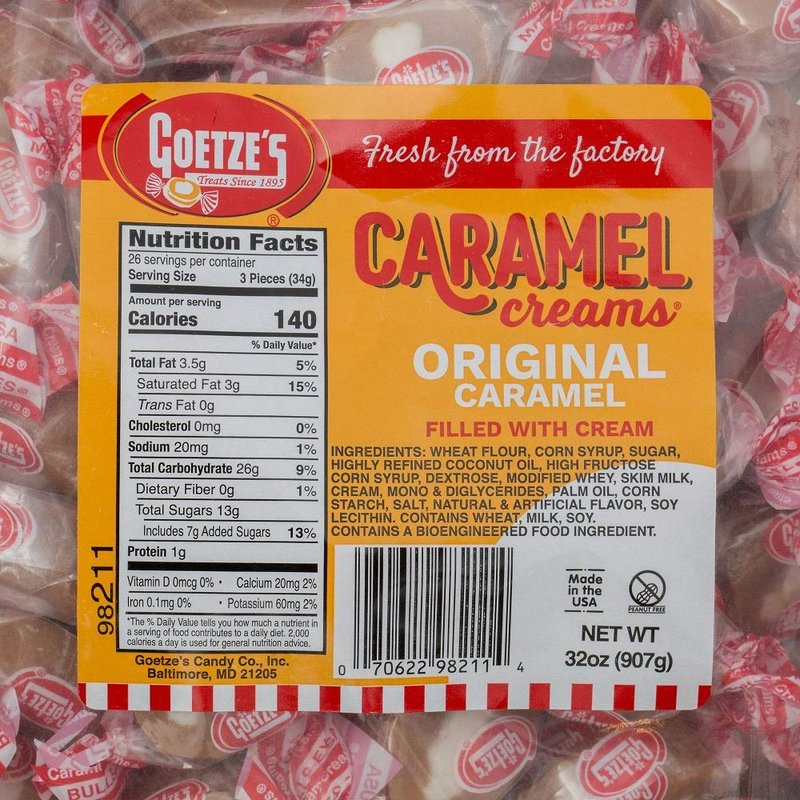 GOETZE'S
Treats Since 1895
®
Fresh from the factory
CARAMEL
creams®
ORIGINAL
CARAMEL
FILLED WITH CREAM
Nutrition Facts
26 servings per container
Serving Size 3 Pieces (34g)
Amount per serving
Calories 140
% Daily Value*
Total Fat 3.5g 5%
Saturated Fat 3g 15%
Trans Fat 0g
Cholesterol 0mg 0%
Sodium 20mg 1%
Total Carbohydrate 26g 9%
Dietary Fiber 0g 1%
Total Sugars 13g
Includes 7g Added Sugars 13%
Protein 1g
Vitamin D 0mcg 0% • Calcium 20mg 2%
Iron 0.1mg 0% • Potassium 60mg 2%
*The % Daily Value tells you how much a nutrient in
a serving of food contributes to a daily diet. 2,000
calories a day is used for general nutrition advice.
Goetze's Candy Co., Inc.
Baltimore, MD 21205
98211
INGREDIENTS: WHEAT FLOUR, CORN SYRUP, SUGAR,
HIGHLY REFINED COCONUT OIL, HIGH FRUCTOSE
CORN SYRUP, DEXTROSE, MODIFIED WHEY, SKIM MILK,
CREAM, MONO & DIGLYCERIDES, PALM OIL, CORN
STARCH, SALT, NATURAL & ARTIFICIAL FLAVOR, SOY
LECITHIN. CONTAINS WHEAT, MILK, SOY.
CONTAINS A BIOENGINEERED FOOD INGREDIENT.
0 70622 98211 4
Made
in the
USA
PEANUT FREE
NET WT
32oz (907g)
GOETZE'S
GOETZE'S
GOETZE'S
GOETZE'S